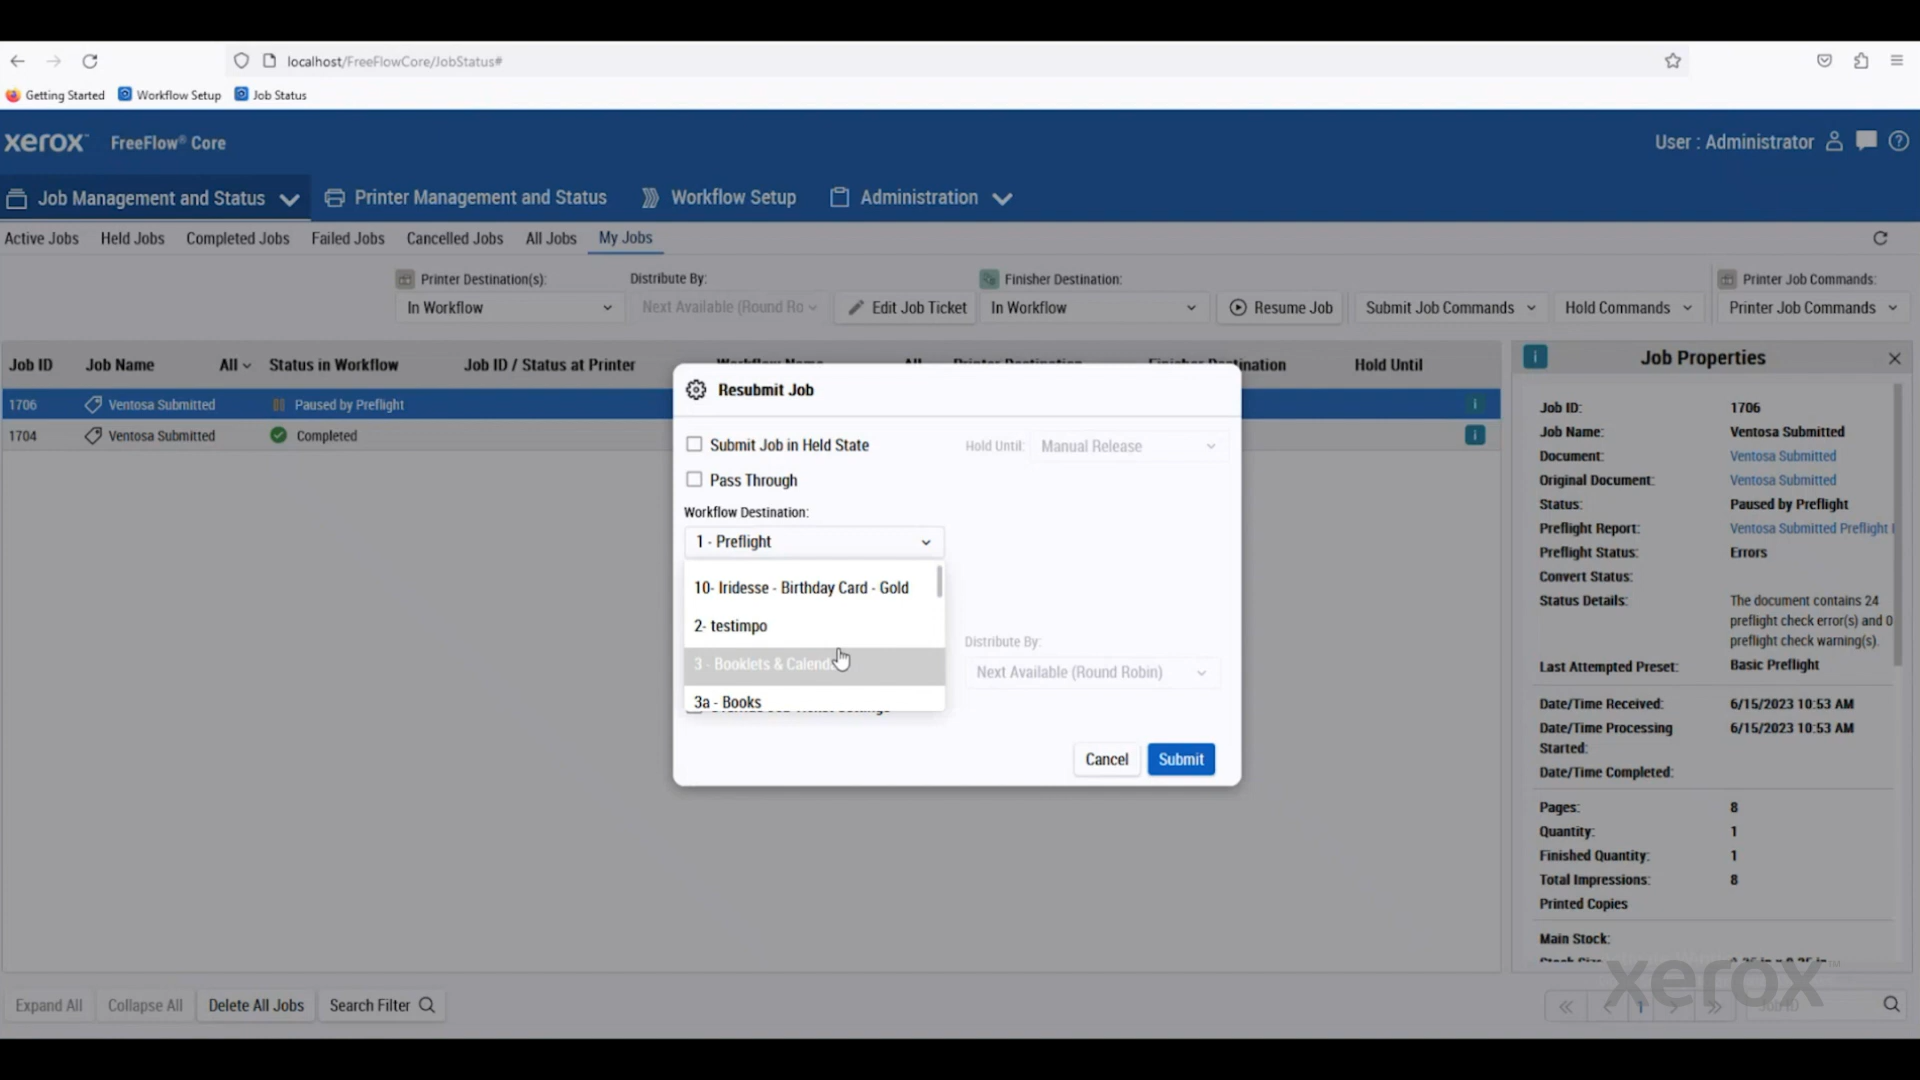 localhost/FreeFlowCore/JobStatus#
Getting Started Workflow Setup Job Status
xerox™ FreeFlow® Core User : Administrator
Job Management and Status Printer Management and Status Workflow Setup Administration
Active Jobs Held Jobs Completed Jobs Failed Jobs Cancelled Jobs All Jobs My Jobs
Printer Destination(s): Distribute By: Finisher Destination: Printer Job Commands:
In Workflow Next Available (Round Ro Edit Job Ticket In Workflow Resume Job Submit Job Commands Hold Commands Printer Job Commands
Job ID Job Name All Status in Workflow Job ID / Status at Printer Workflow Name All Printer Destination Finisher Destination Hold Until
1706 Ventosa Submitted Paused by Preflight
1704 Ventosa Submitted Completed
Resubmit Job
Submit Job in Held State Hold Until: Manual Release
Pass Through
Workflow Destination:
1 - Preflight
10- Iridesse - Birthday Card - Gold
2- testimpo
3 - Booklets & Calend
3a - Books
Distribute By:
Next Available (Round Robin)
Cancel Submit
Job Properties
Job ID: 1706
Job Name: Ventosa Submitted
Document: Ventosa Submitted
Original Document: Ventosa Submitted
Status: Paused by Preflight
Preflight Report: Ventosa Submitted Preflight
Preflight Status: Errors
Convert Status:
Status Details: The document contains 24
preflight check error(s) and 0
preflight check warning(s).
Last Attempted Preset: Basic Preflight
Date/Time Received: 6/15/2023 10:53 AM
Date/Time Processing 6/15/2023 10:53 AM
Started:
Date/Time Completed:
Pages: 8
Quantity: 1
Finished Quantity: 1
Total Impressions: 8
Printed Copies
Main Stock:
Expand All Collapse All Delete All Jobs Search Filter 1 Job ID
xerox™